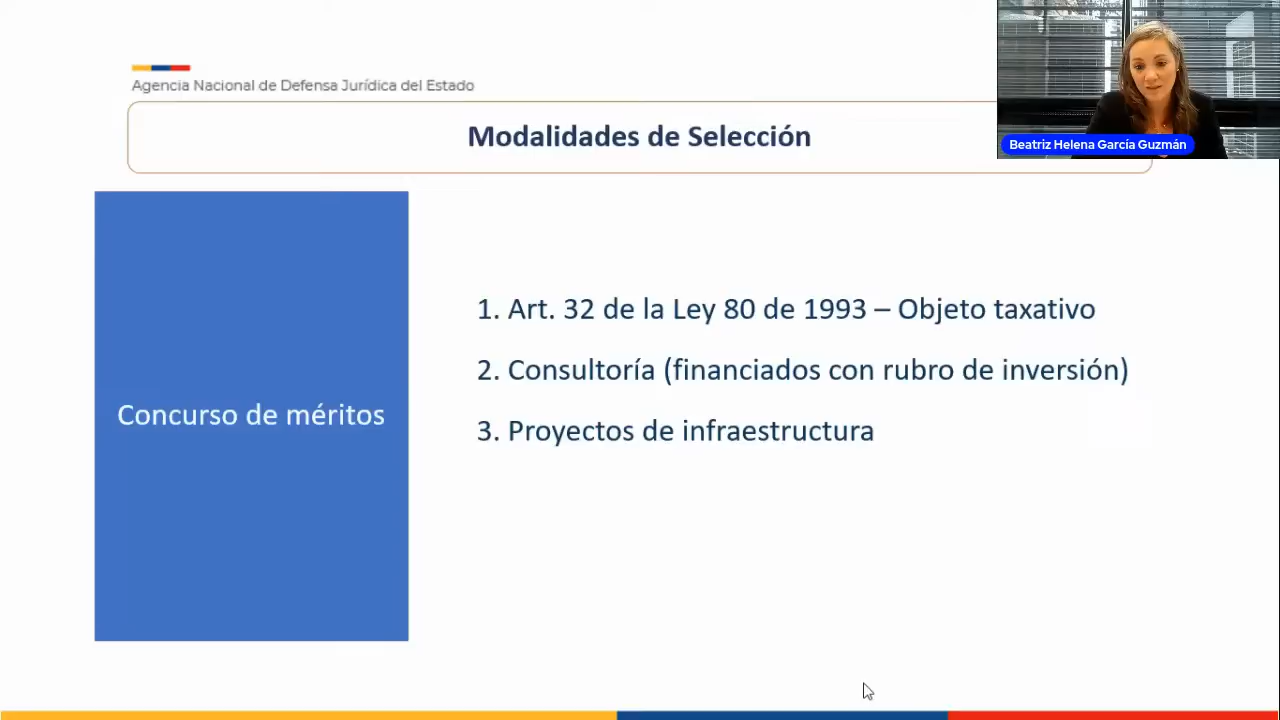 Agencia Nacional de Defensa Jurídica del Estado
Modalidades de Selección
Beatriz Helena García Guzmán
Concurso de méritos
1. Art. 32 de la Ley 80 de 1993 – Objeto taxativo
2. Consultoría (financiados con rubro de inversión)
3. Proyectos de infraestructura